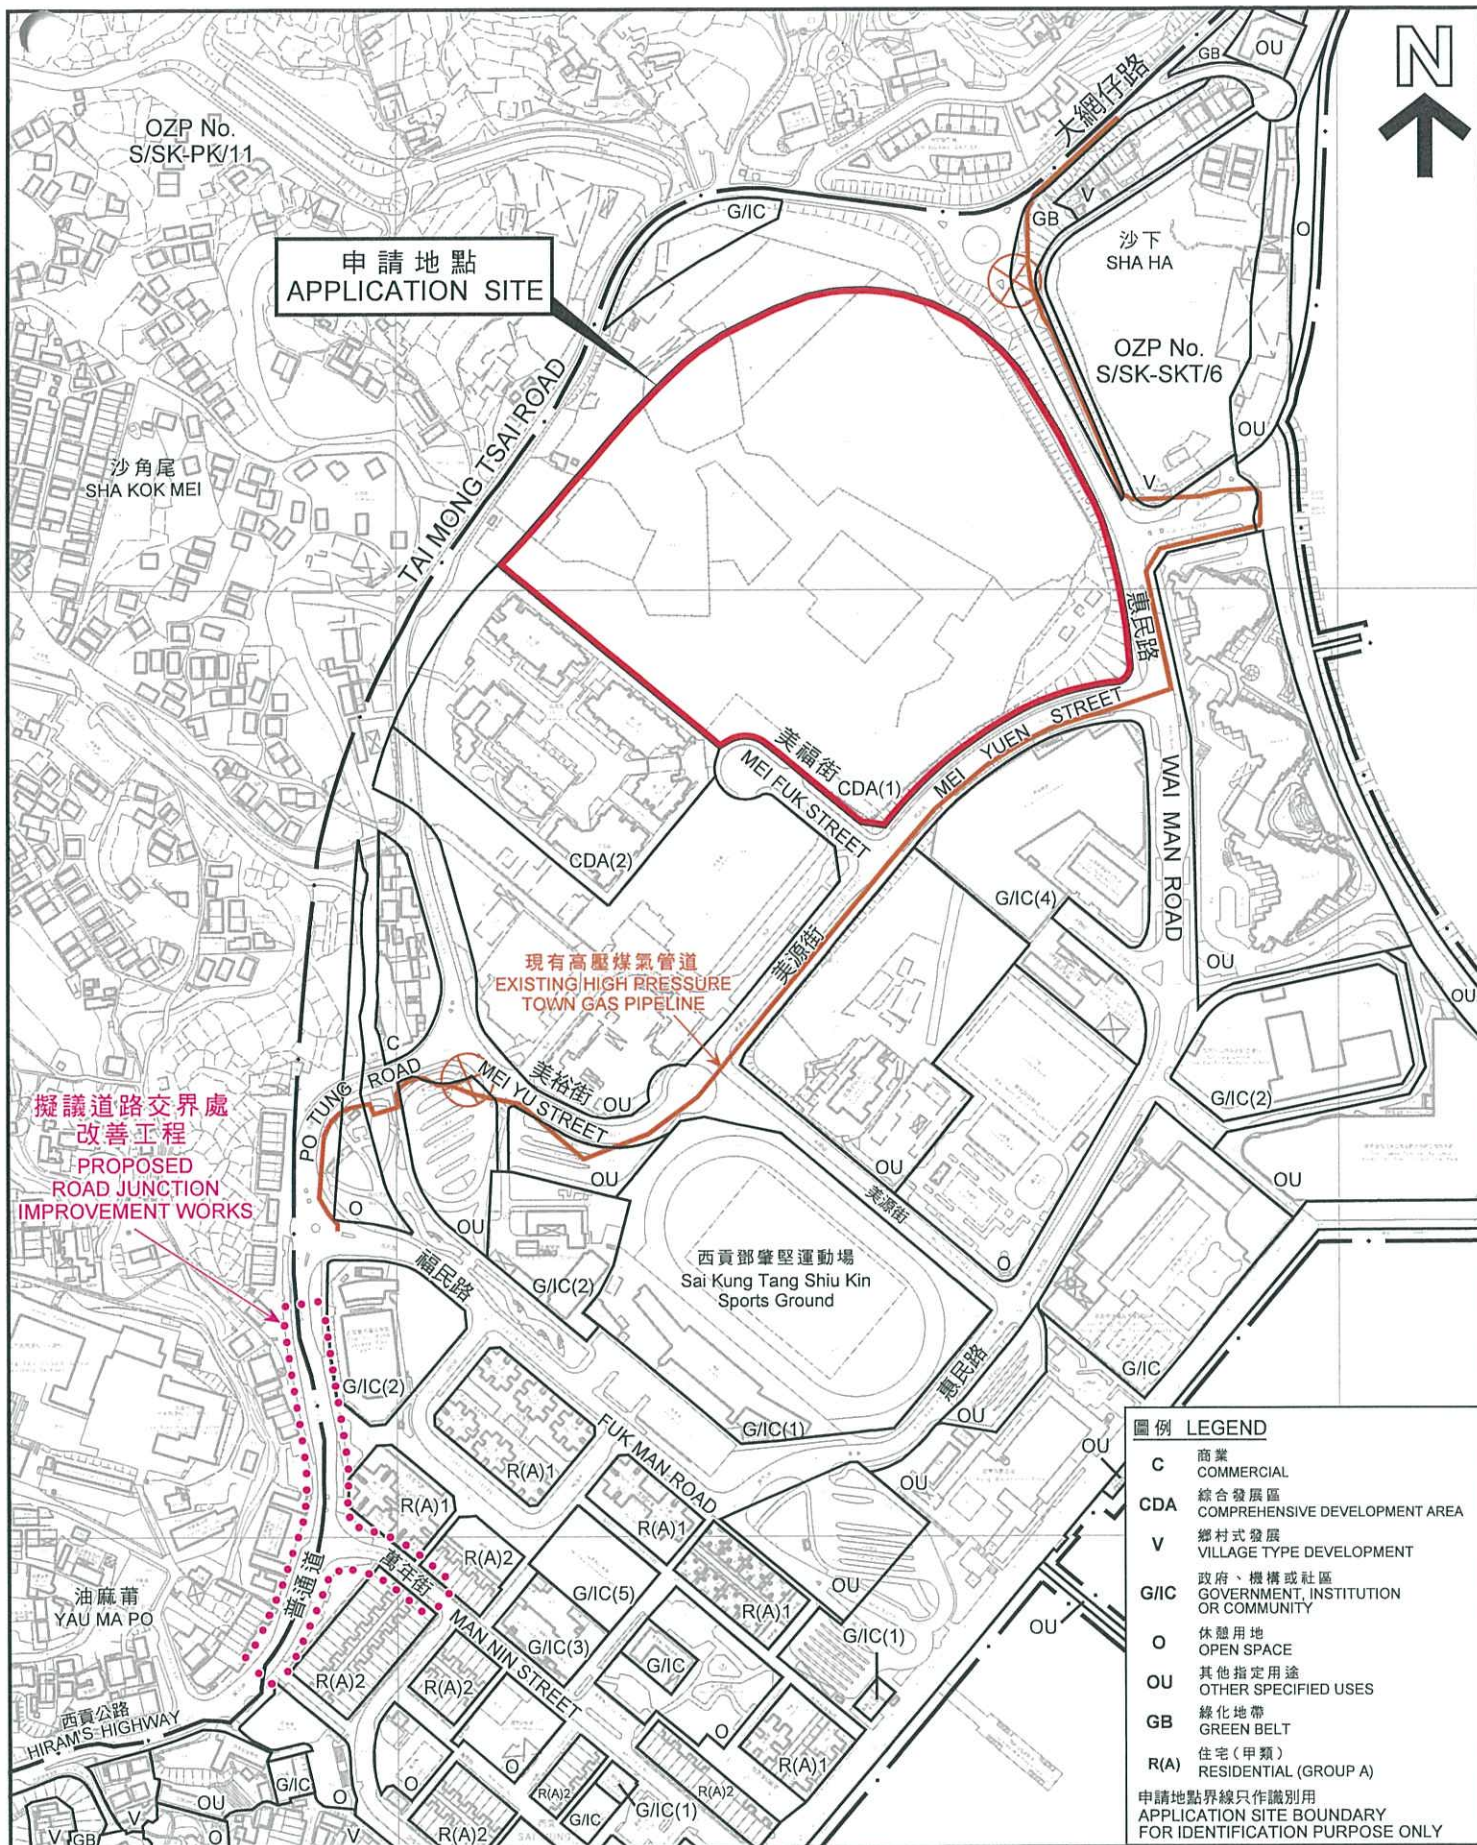 N
OU
GB
大網仔路
OZP No.
S/SK-PK/11
V
G/IC
GB
O
申請地點
APPLICATION SITE
沙下
SHA HA
OZP No.
S/SK-SKT/6
TAI MONG TSAI ROAD
OU
沙角尾
SHA KOK MEI
V
惠民路
美福街
MEI FUK STREET
CDA(1)
MEI YUEN STREET
WAI MAN ROAD
CDA(2)
G/IC(4)
美源街
現有高壓煤氣管道
EXISTING HIGH PRESSURE
TOWN GAS PIPELINE
OU
OU
C
PO TUNG ROAD
美裕街
MEI YU STREET
OU
G/IC(2)
擬議道路交界處
改善工程
PROPOSED
ROAD JUNCTION
IMPROVEMENT WORKS
OU
OU
OU
美源街
O
OU
福民路
G/IC(2)
西貢鄧肇堅運動場
Sai Kung Tang Shiu Kin
Sports Ground
O
G/IC
惠民路
G/IC(2)
OU
G/IC(1)
FUK MAN ROAD
R(A)1
OU
OU
R(A)1
R(A)1
R(A)2
萬年街
普通道
G/IC(5)
OU
R(A)1
油麻莆
YAU MA PO
MAN NIN STREET
G/IC(3)
G/IC(1)
OU
G/IC
R(A)2
R(A)2
西貢公路
HIRAM'S HIGHWAY
O
O
R(A)1
G/IC
O
O
R(A)2
R(A)2
G/IC
G/IC(1)
OU
V
V
GB
O
V
R(A)2
圖例 LEGEND
C 商業
COMMERCIAL
CDA 綜合發展區
COMPREHENSIVE DEVELOPMENT AREA
V 鄉村式發展
VILLAGE TYPE DEVELOPMENT
G/IC 政府、機構或社區
GOVERNMENT, INSTITUTION
OR COMMUNITY
O 休憩用地
OPEN SPACE
OU 其他指定用途
OTHER SPECIFIED USES
GB 綠化地帶
GREEN BELT
R(A) 住宅(甲類)
RESIDENTIAL (GROUP A)
申請地點界線只作識別用
APPLICATION SITE BOUNDARY
FOR IDENTIFICATION PURPOSE ONLY